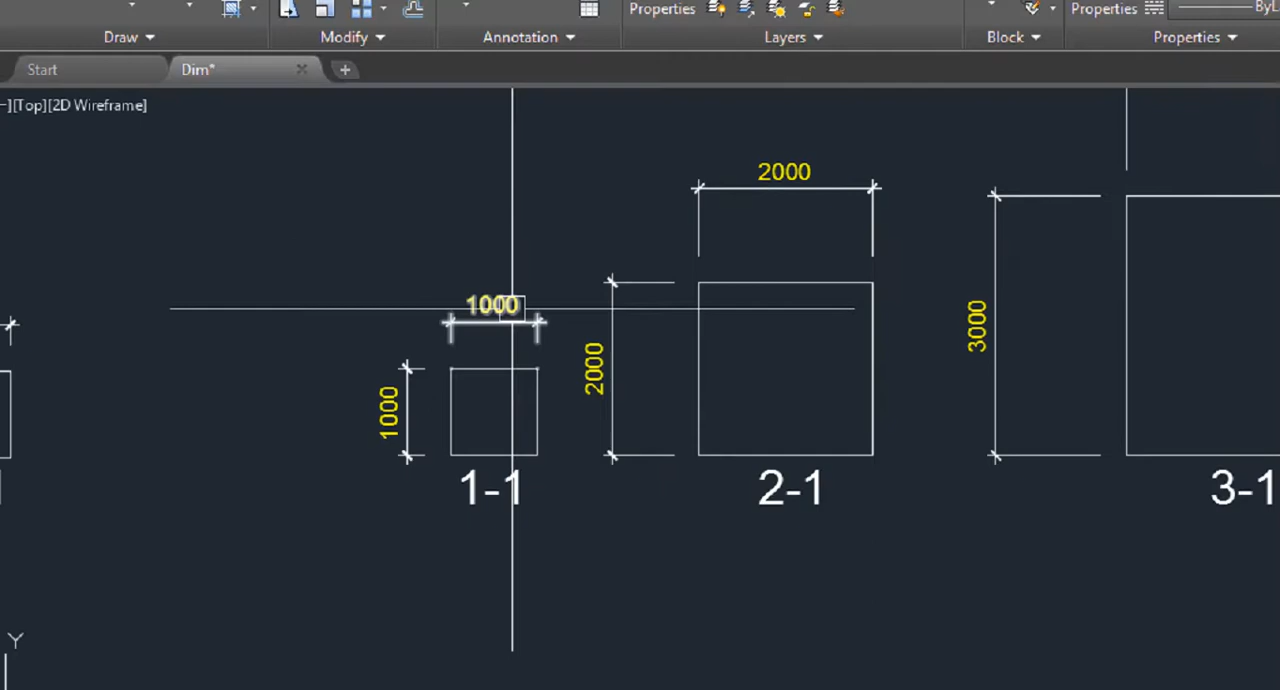 Properties
Properties
ByL
Draw
Modify
Annotation
Layers
Block
Properties
Start
Dim*
-][Top][2D Wireframe]
2000
1000
3000
2000
1000
1-1
2-1
3-1
Y